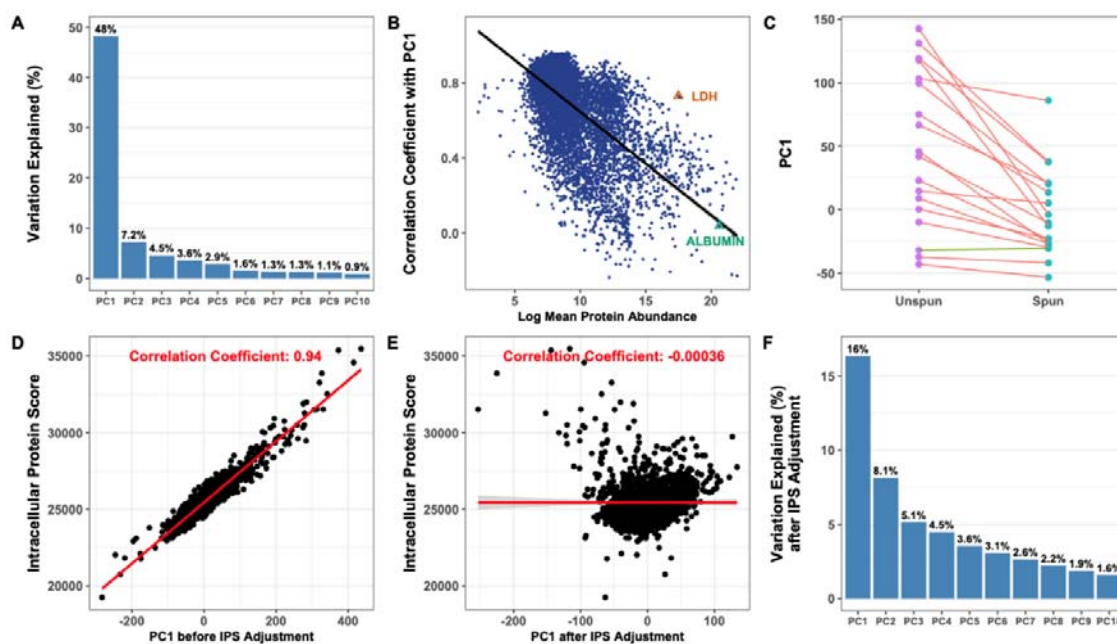 A
Variation Explained (%)
50
40
30
20
10
0
48%
7.2%
4.5%
3.6%
2.9%
1.6%
1.3%
1.3%
1.1%
0.9%
PC1 PC2 PC3 PC4 PC5 PC6 PC7 PC8 PC9 PC10
B
Correlation Coefficient with PC1
0.8
0.4
0.0
LDH
ALBUMIN
5 10 15 20
Log Mean Protein Abundance
C
PC1
150
100
50
0
-50
Unspun Spun
D
Intracellular Protein Score
35000
30000
25000
20000
Correlation Coefficient: 0.94
-200 0 200 400
PC1 before IPS Adjustment
E
Intracellular Protein Score
35000
30000
25000
20000
Correlation Coefficient: -0.00036
-200 -100 0 100
PC1 after IPS Adjustment
F
Variation Explained (%)
after IPS Adjustment
15
10
5
0
16%
8.1%
5.1%
4.5%
3.6%
3.1%
2.6%
2.2%
1.9%
1.6%
PC1 PC2 PC3 PC4 PC5 PC6 PC7 PC8 PC9